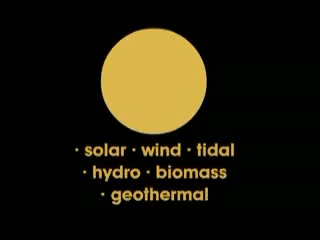 · solar · wind · tidal
· hydro · biomass
· geothermal